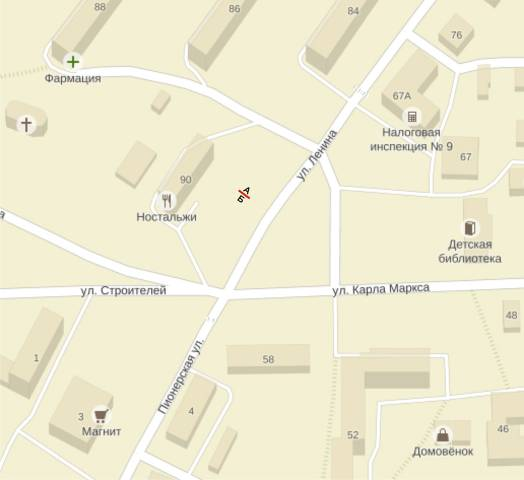 88
86
84
76
Фармация
67А
Налоговая
инспекция № 9
67
ул. Ленина
90
А
Б
Ностальжи
Детская
библиотека
а
ул. Строителей
ул. Карла Маркса
48
1
58
Пионерская ул.
3
Магнит
4
52
46
Домовёнок